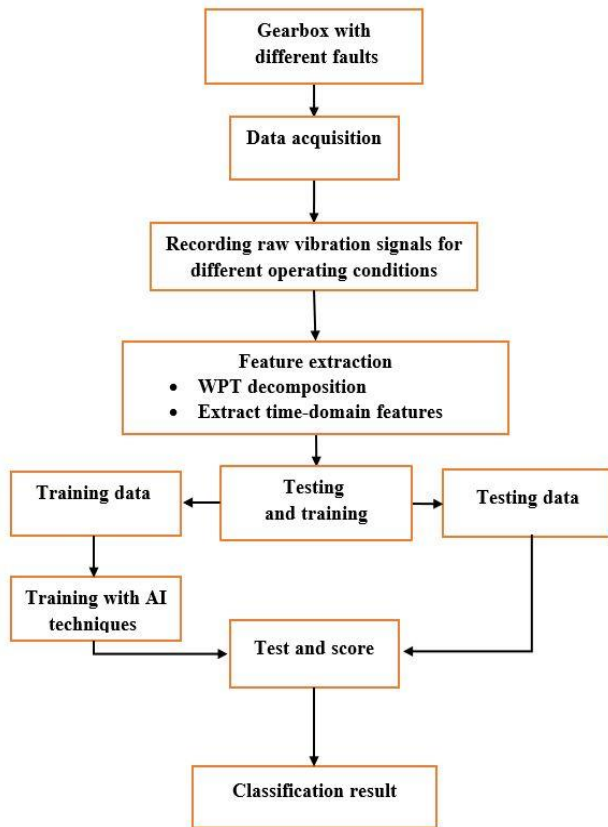 Gearbox with
different faults
Data acquisition
Recording raw vibration signals for
different operating conditions
Feature extraction
• WPT decomposition
• Extract time-domain features
Training data
Testing
and training
Testing data
Training with AI
techniques
Test and score
Classification result